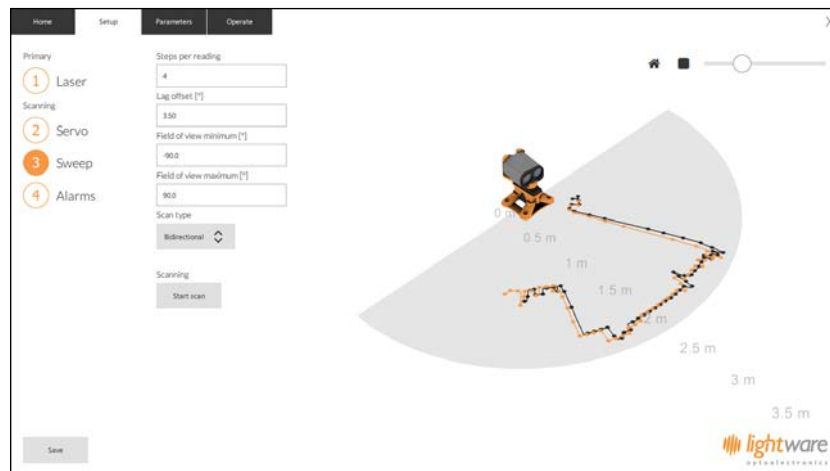 Home Setup Parameters Operate
Primary
1 Laser
Scanning
2 Servo
3 Sweep
4 Alarms
Steps per reading
4
Lag offset [°]
3.50
Field of view minimum [°]
-90.0
Field of view maximum [°]
90.0
Scan type
Bidirectional
Scanning
Start scan
0 m
0.5 m
1 m
1.5 m
2 m
2.5 m
3 m
3.5 m
Save
lightware
optoelectronics